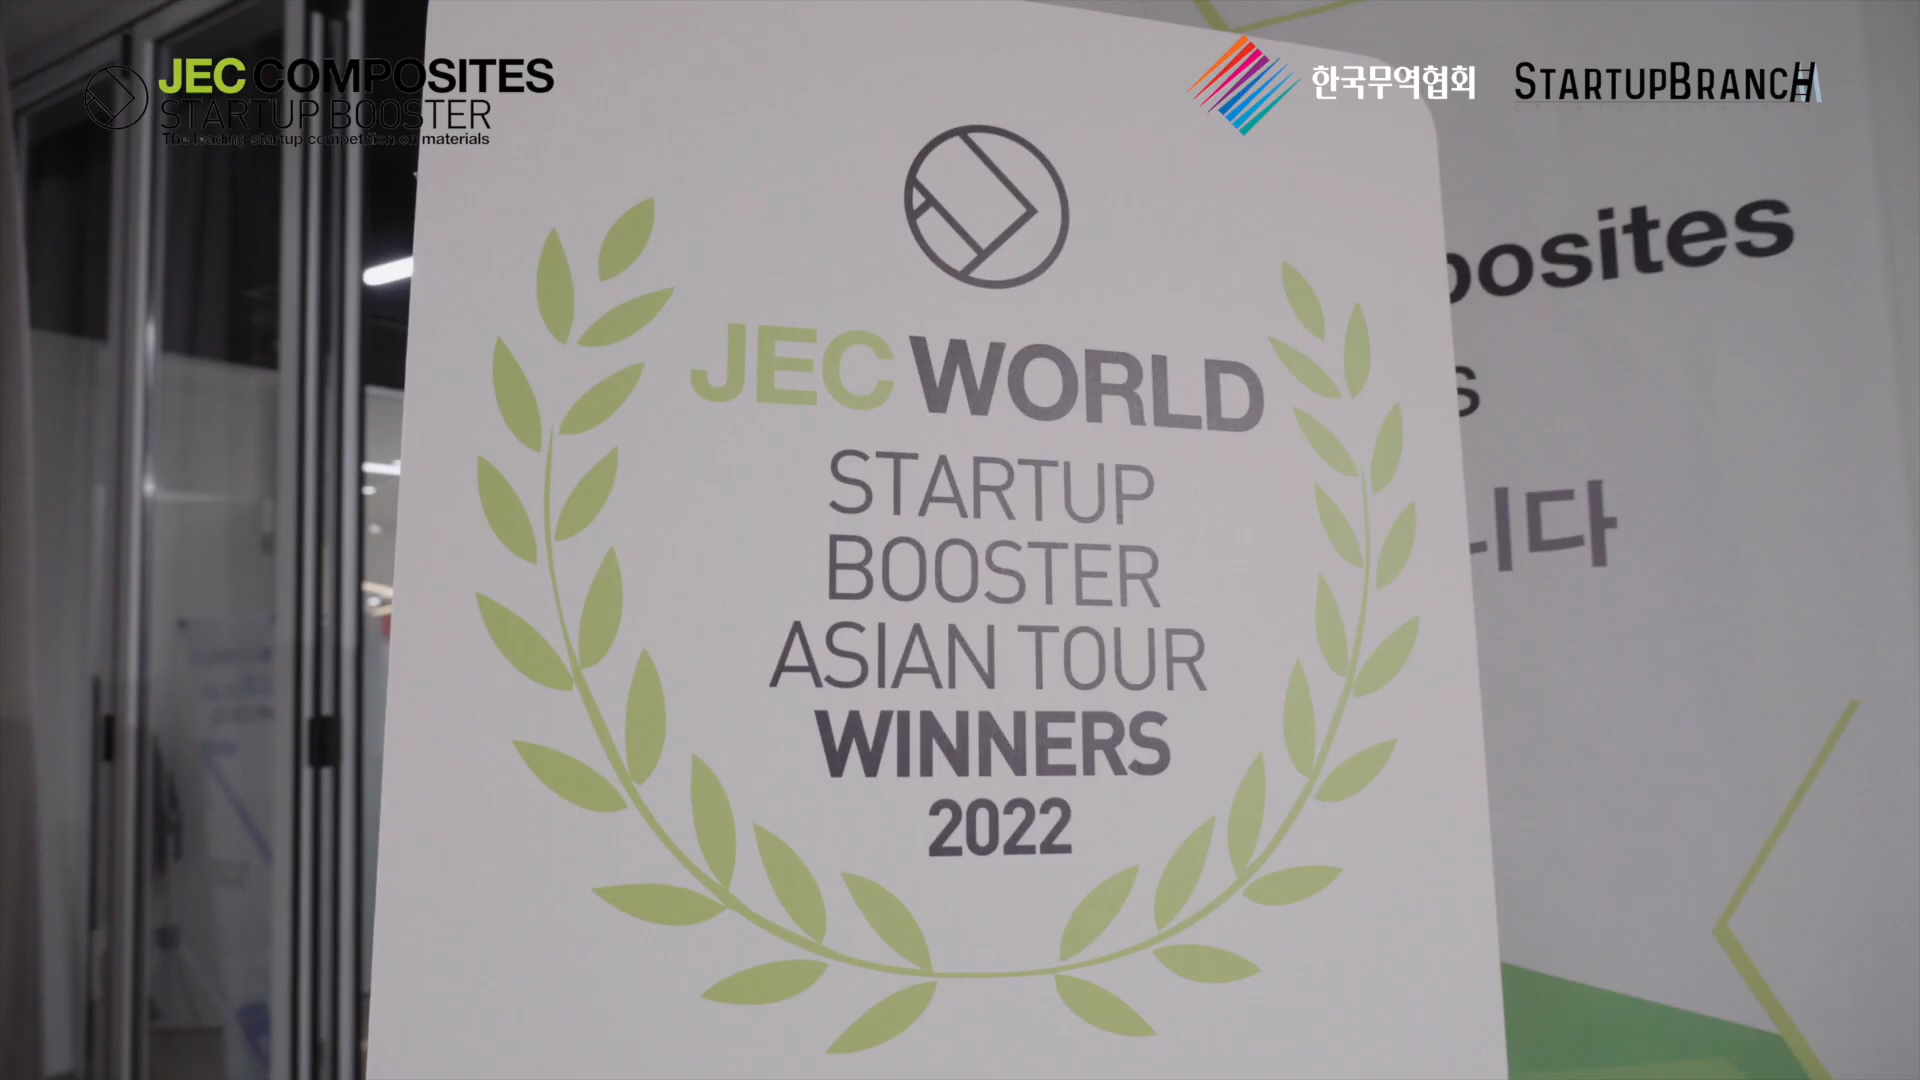 JEC COMPOSITES
STARTUP BOOSTER
The leading startup competition on materials
한국무역협회
STARTUPBRANCH
JEC WORLD
STARTUP
BOOSTER
ASIAN TOUR
WINNERS
2022
posites
s
니다